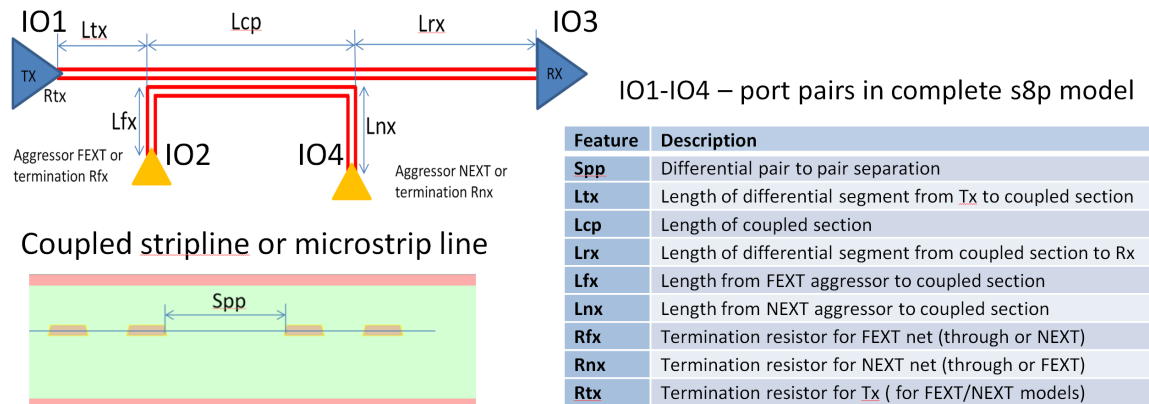 IO1
Ltx
Lcp
Lrx
IO3
TX
RX
Rtx
Lfx
Lnx
IO2
IO4
Aggressor FEXT or
termination Rfx
Aggressor NEXT or
termination Rnx
Coupled stripline or microstrip line
Spp
IO1-IO4 – port pairs in complete s8p model
Feature Description
Spp Differential pair to pair separation
Ltx Length of differential segment from Tx to coupled section
Lcp Length of coupled section
Lrx Length of differential segment from coupled section to Rx
Lfx Length from FEXT aggressor to coupled section
Lnx Length from NEXT aggressor to coupled section
Rfx Termination resistor for FEXT net (through or NEXT)
Rnx Termination resistor for NEXT net (through or FEXT)
Rtx Termination resistor for Tx ( for FEXT/NEXT models)